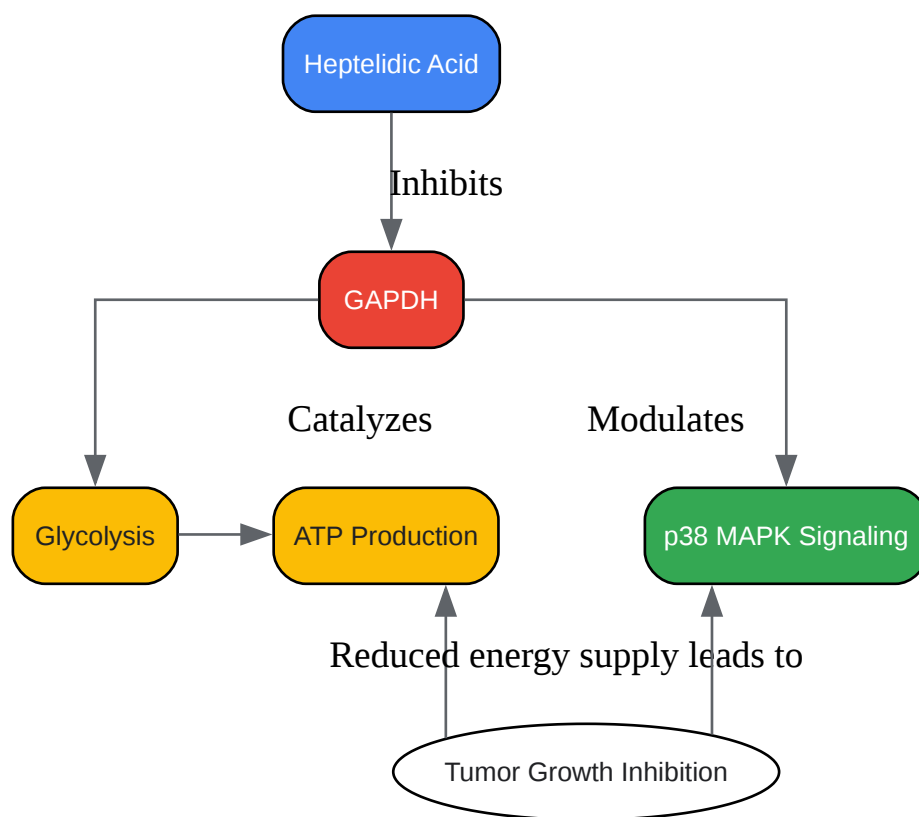 Heptelidic Acid
Inhibits
GAPDH
Catalyzes
Modulates
Glycolysis
ATP Production
p38 MAPK Signaling
Reduced energy supply leads to
Tumor Growth Inhibition